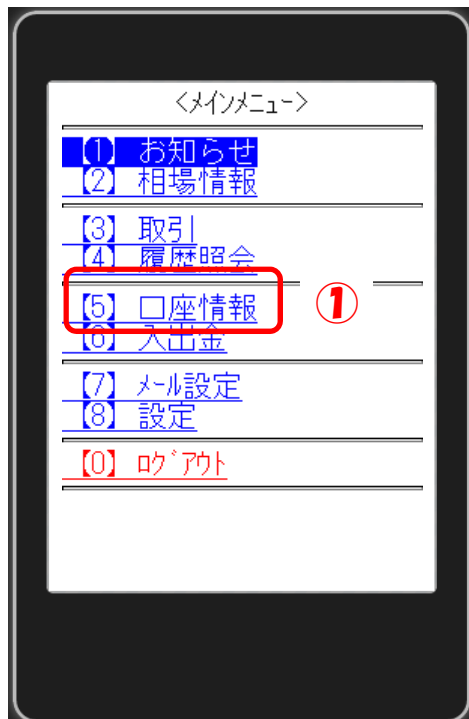 <ﾒｲﾝﾒﾆｭｰ>
【1】 お知らせ
【2】 相場情報
【3】 取引
【4】 履歴照会
【5】 口座情報 ①
【6】 入出金
【7】 ﾒｰﾙ設定
【8】 設定
【0】 ﾛｸﾞｱｳﾄ